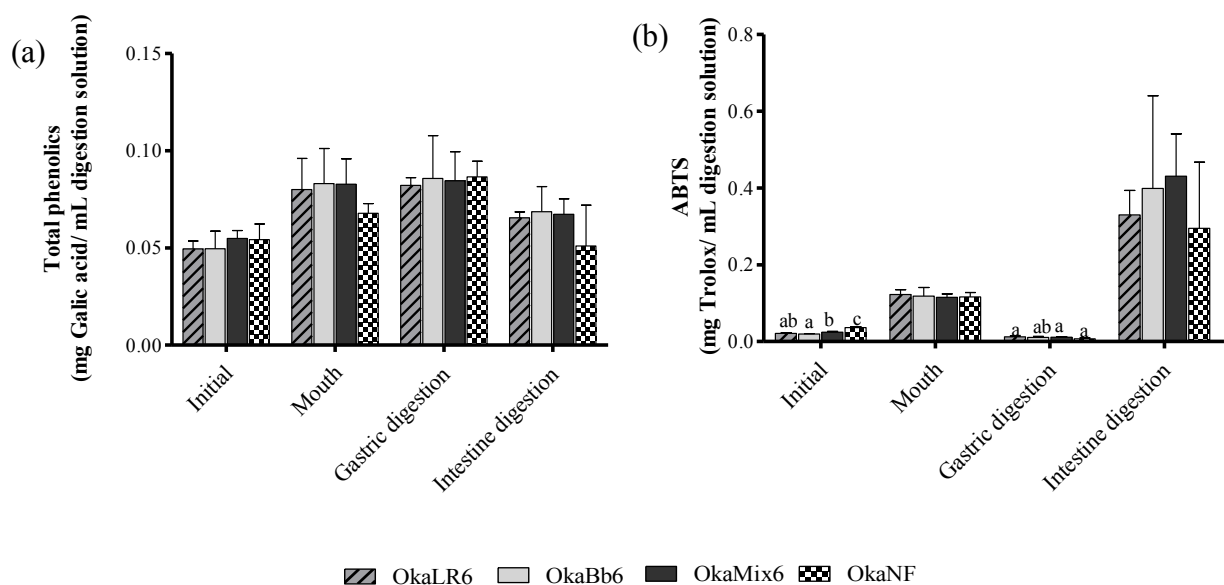 (a)
Total phenolics
(mg Galic acid/ mL digestion solution)
0.15
0.10
0.05
0.00
Initial
Mouth
Gastric digestion
Intestine digestion
(b)
ABTS
(mg Trolox/ mL digestion solution)
0.8
0.6
0.4
0.2
0.0
ab a b c
a ab a a
Initial
Mouth
Gastric digestion
Intestine digestion
OkaLR6 OkaBb6 OkaMix6 OkaNF